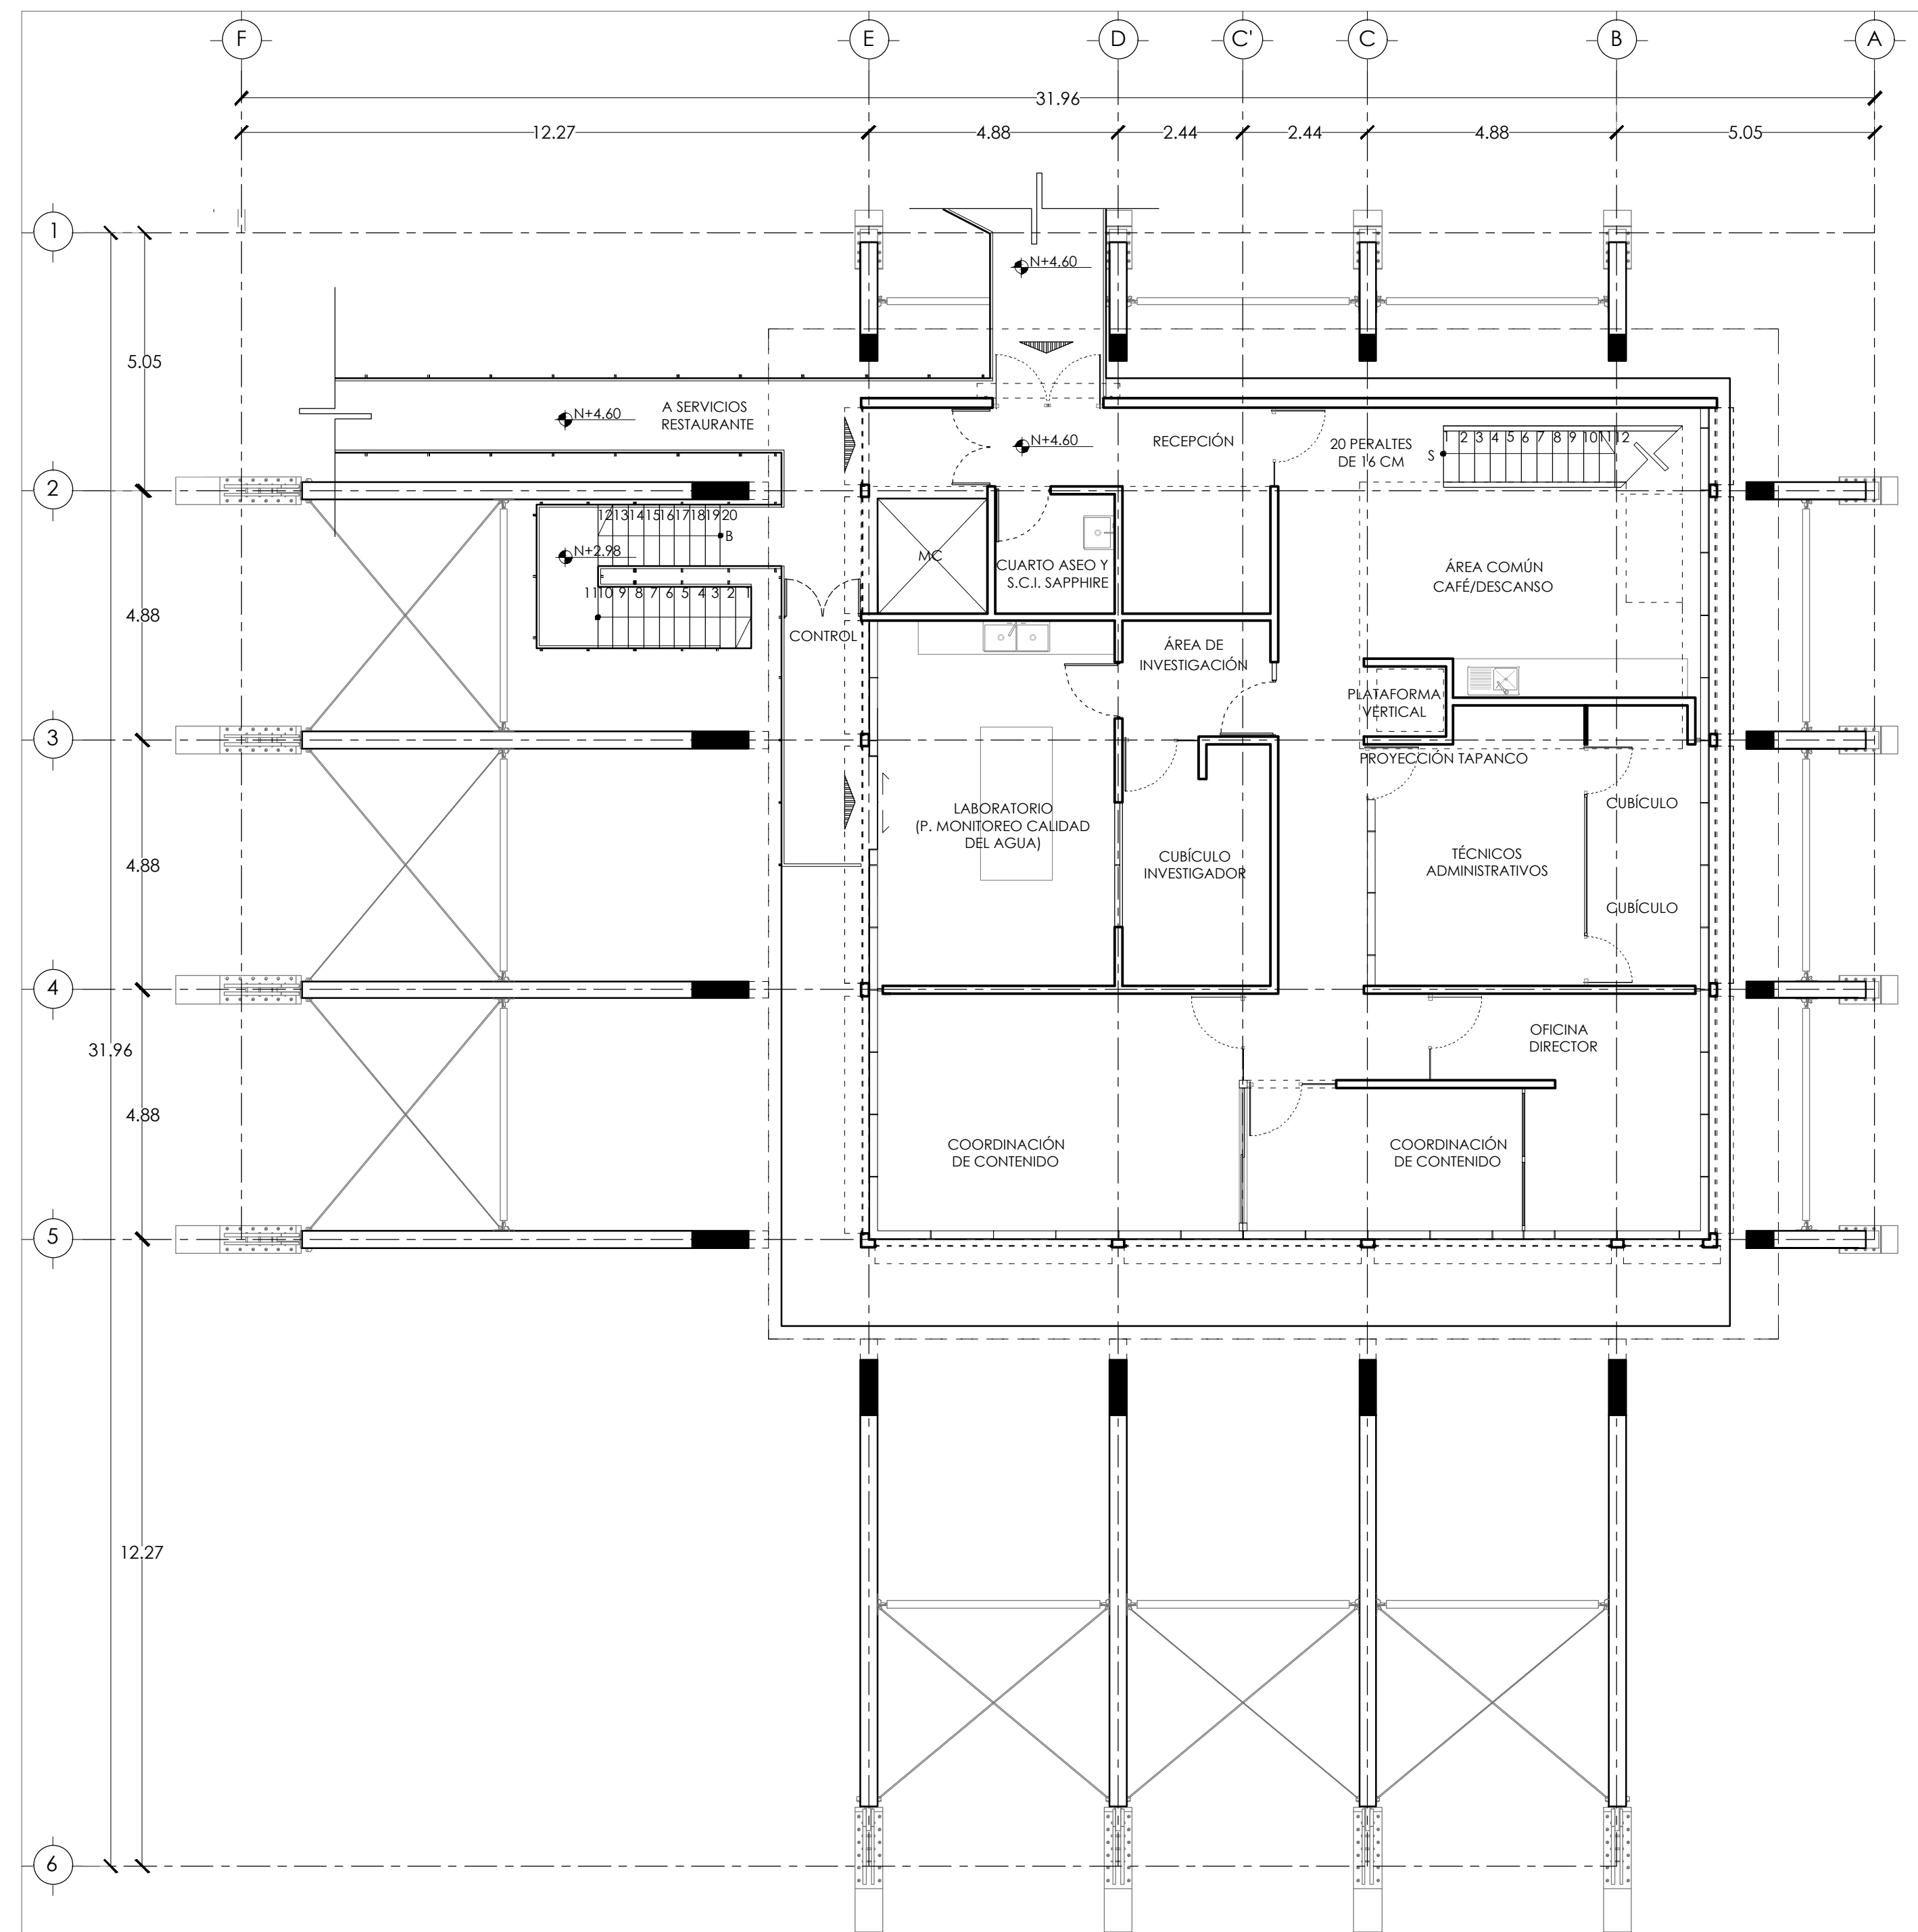 F E D C' C B A
31.96
12.27 4.88 2.44 2.44 4.88 5.05
1
N+4.60
5.05
A SERVICIOS
RESTAURANTE
N+4.60
N+4.60
RECEPCIÓN
20 PERALTES
DE 16 CM
S
1 2 3 4 5 6 7 8 9 10 11 12
2
12 13 14 15 16 17 18 19 20
B
N+2.98
MC
CUARTO ASEO Y
S.C.I. SAPPHIRE
ÁREA COMÚN
CAFÉ/DESCANSO
11 10 9 8 7 6 5 4 3 2 1
4.88
CONTROL
ÁREA DE
INVESTIGACIÓN
PLATAFORMA
VERTICAL
3
PROYECCIÓN TAPANCO
LABORATORIO
(P. MONITOREO CALIDAD
DEL AGUA)
CUBÍCULO
INVESTIGADOR
TÉCNICOS
ADMINISTRATIVOS
CUBÍCULO
CUBÍCULO
4.88
4
OFICINA
DIRECTOR
31.96
4.88
COORDINACIÓN
DE CONTENIDO
COORDINACIÓN
DE CONTENIDO
5
12.27
6